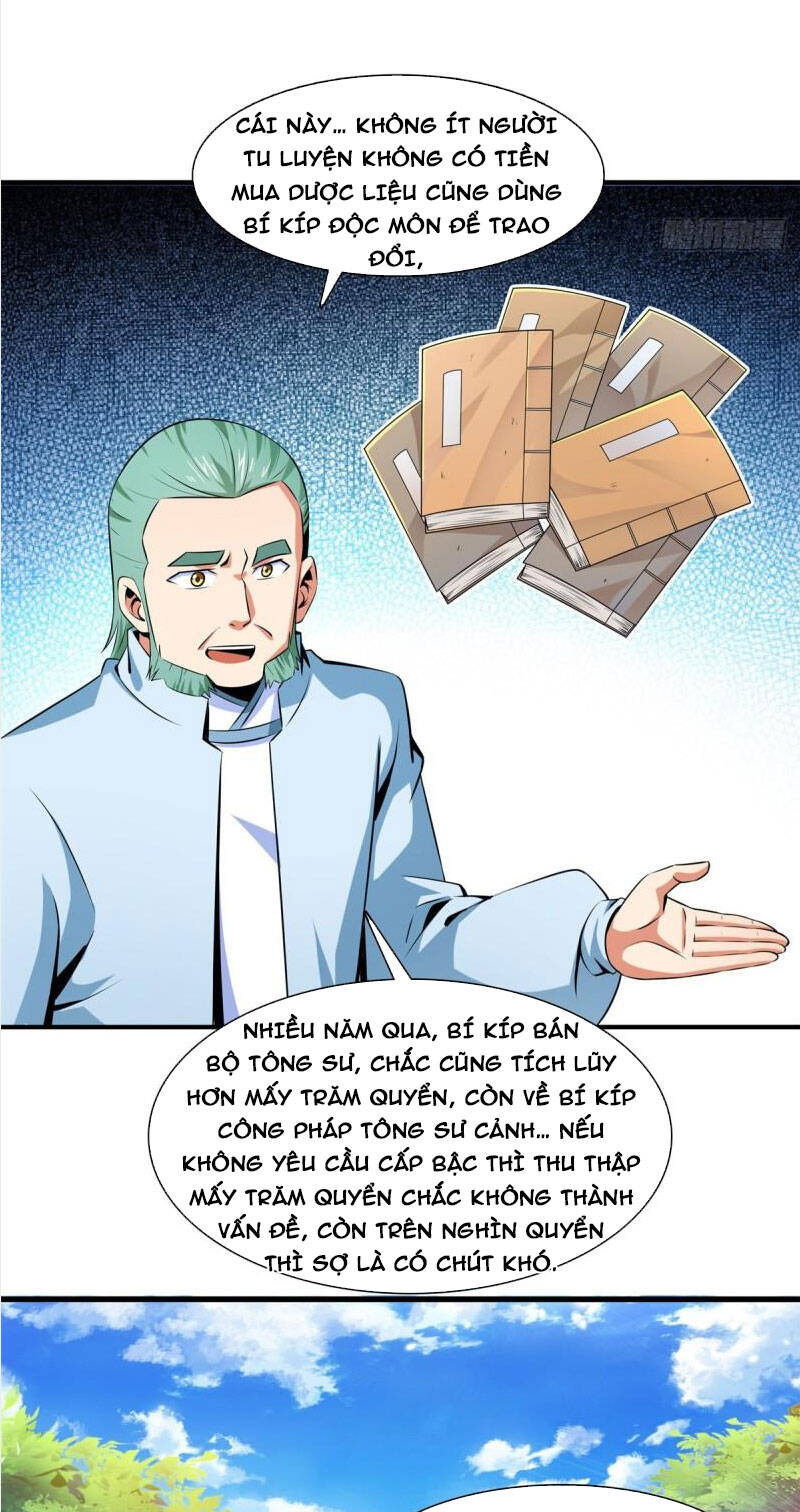 CÁI NÀY... KHÔNG ÍT NGƯỜI
TU LUYỆN KHÔNG CÓ TIỀN
MUA DƯỢC LIỆU CŨNG DÙNG
BÍ KÍP ĐỘC MÔN ĐỂ TRAO
ĐỔI,
NHIỀU NĂM QUA, BÍ KÍP BÁN
BỘ TÔNG SƯ, CHẮC CŨNG TÍCH LŨY
HƠN MẤY TRĂM QUYỂN, CÒN VỀ BÍ KÍP
CÔNG PHÁP TÔNG SƯ CẢNH... NẾU
KHÔNG YÊU CẦU CẤP BẬC THÌ THU THẬP
MẤY TRĂM QUYỂN CHẮC KHÔNG THÀNH
VẤN ĐỀ, CÒN TRÊN NGHÌN QUYỂN
THÌ SỢ LÀ CÓ CHÚT KHÓ.